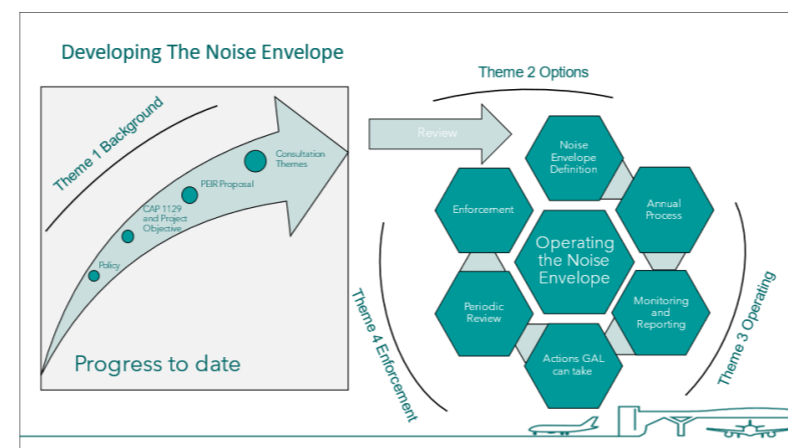 Developing The Noise Envelope
Theme 1 Background
Policy
CAP 1129
and Project
Objective
PEIR Proposal
Consultation
Themes
Progress to date
Review
Theme 2 Options
Noise
Envelope
Definition
Annual
Process
Monitoring
and
Reporting
Actions GAL
can take
Periodic
Review
Enforcement
Operating
the Noise
Envelope
Theme 3 Operating
Theme 4 Enforcement